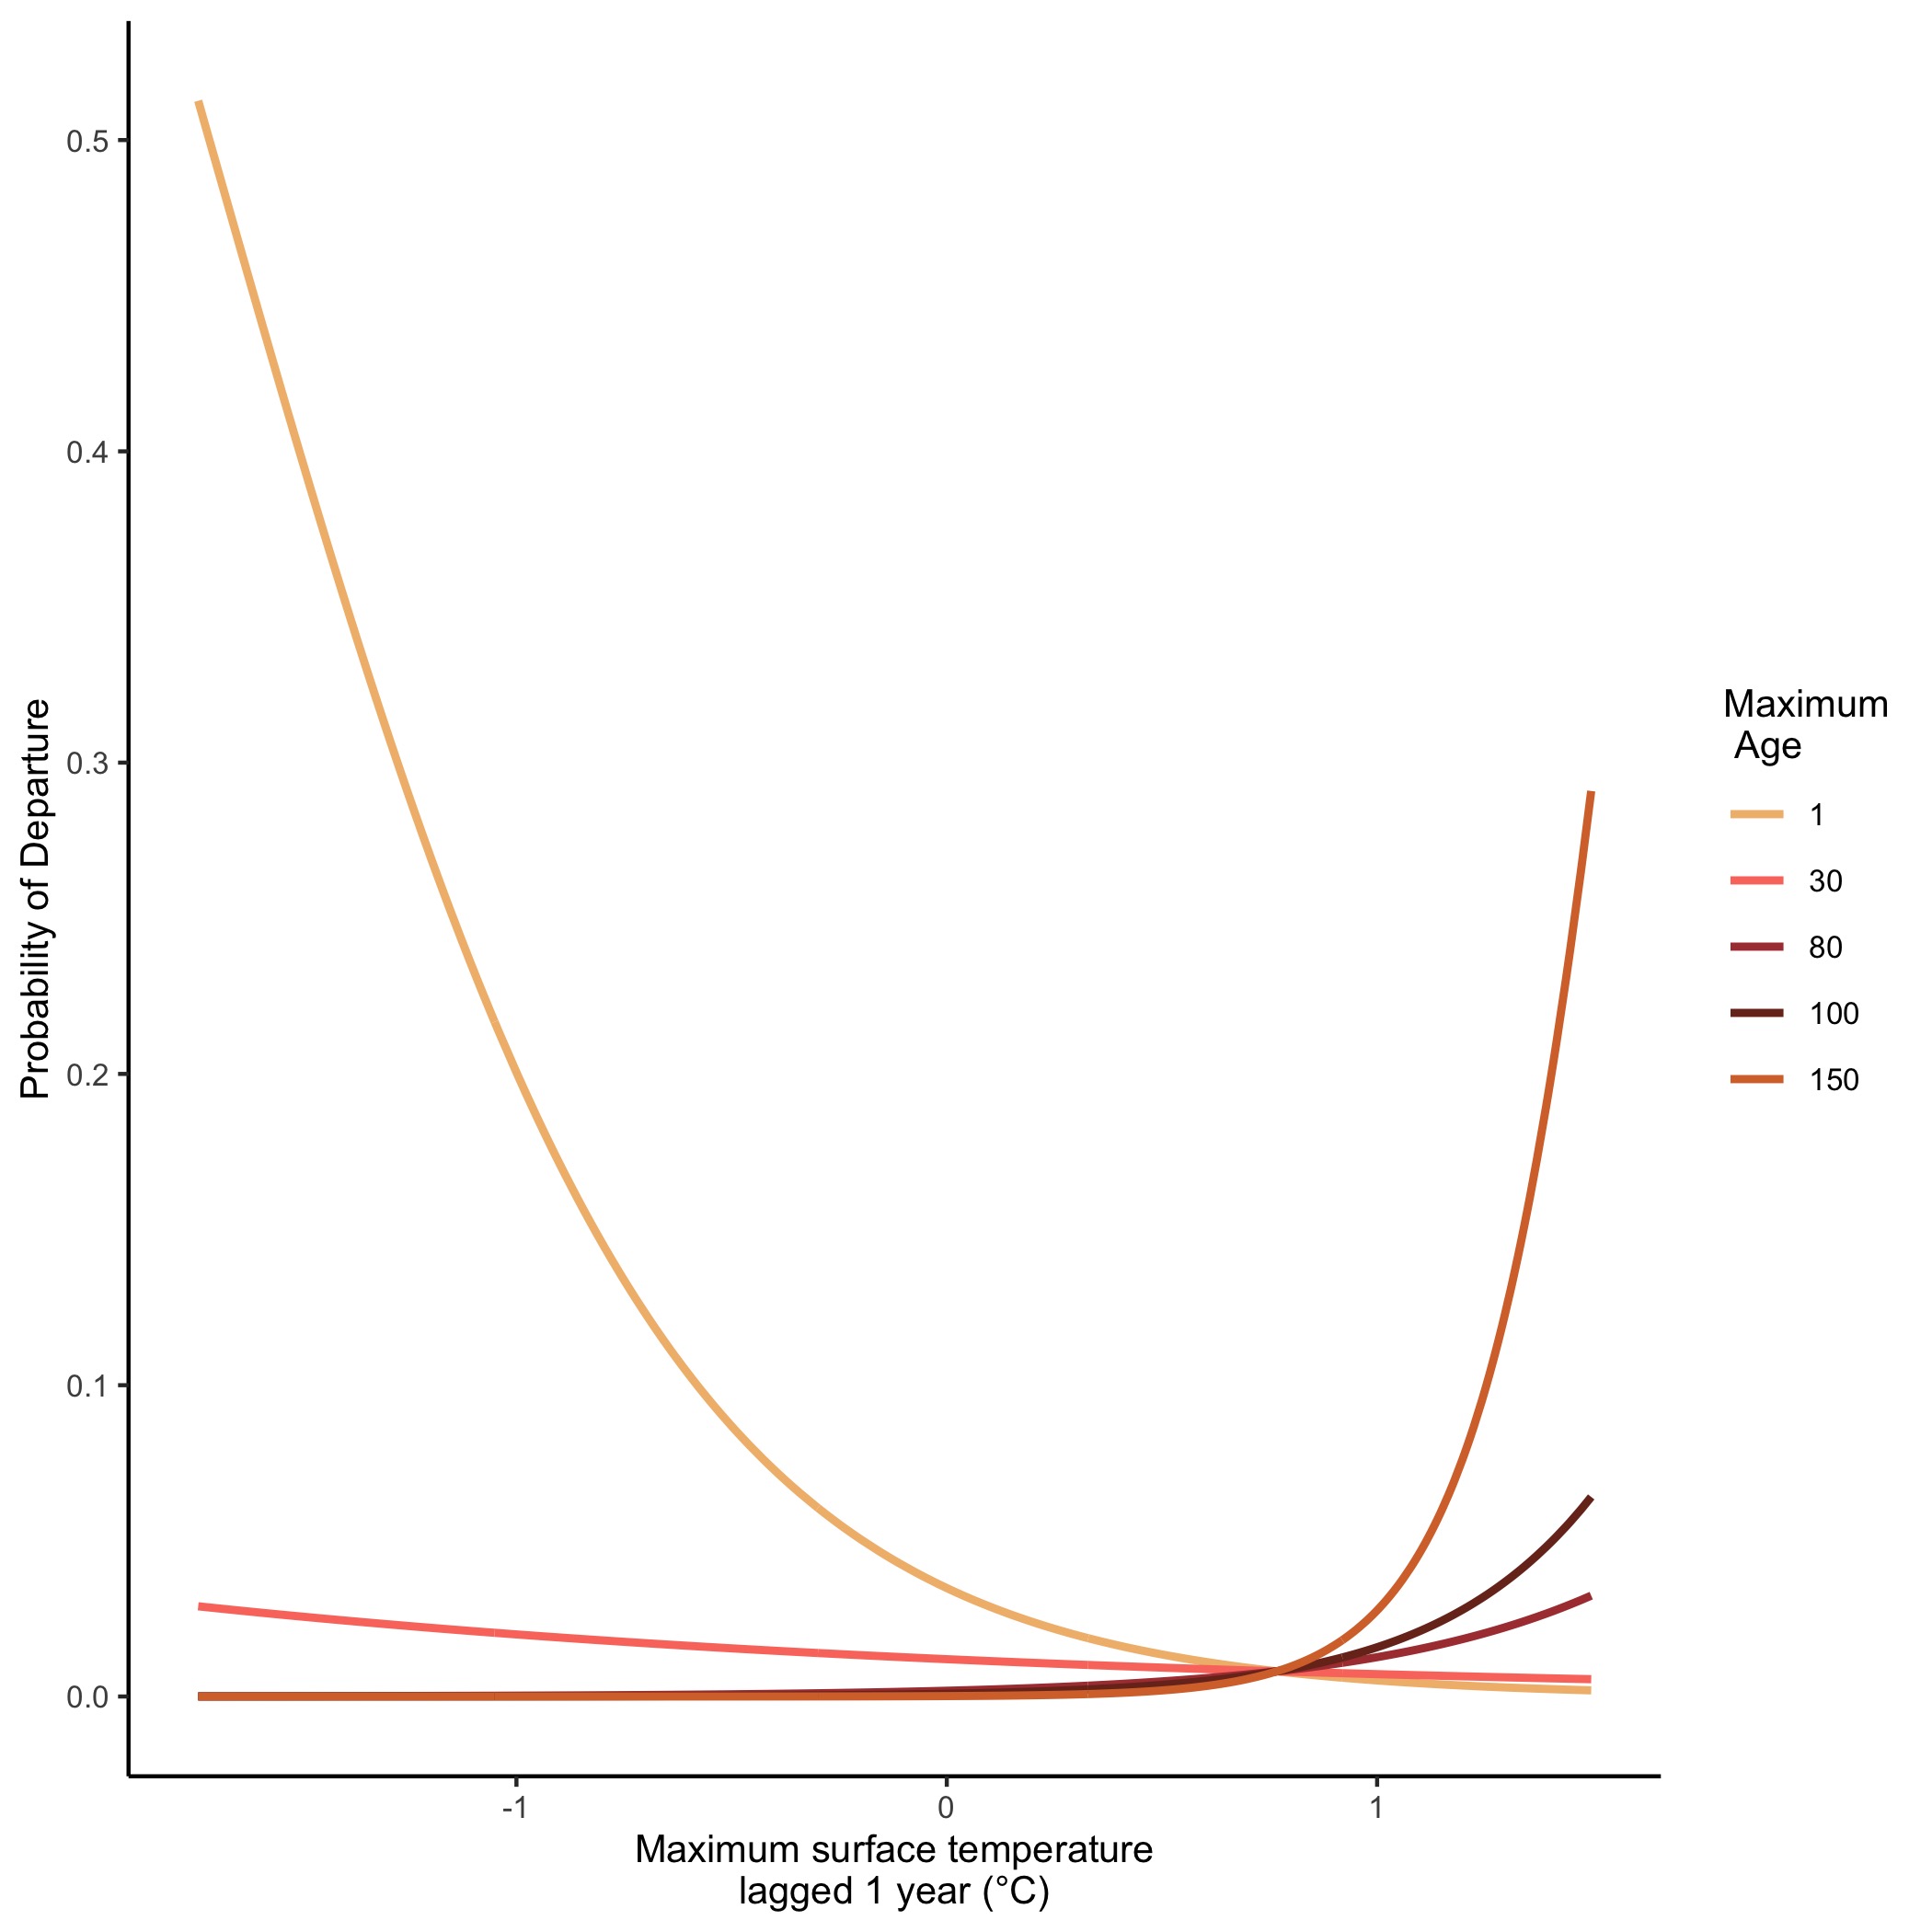 Probability of Departure
0.5
0.4
0.3
0.2
0.1
0.0
-1
0
1
Maximum surface temperature
lagged 1 year (°C)
Maximum
Age
1
30
80
100
150